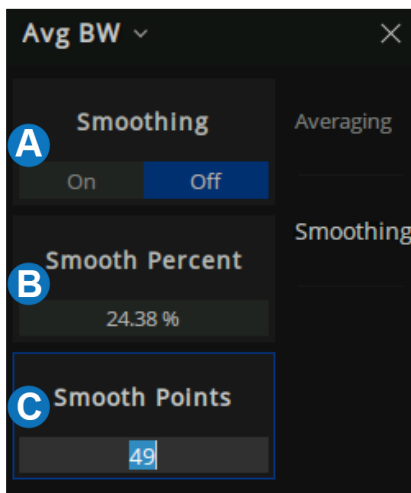 Avg BW
Smoothing
A
On Off
Averaging
Smooth Percent
B
24.38 %
Smoothing
Smooth Points
C
49